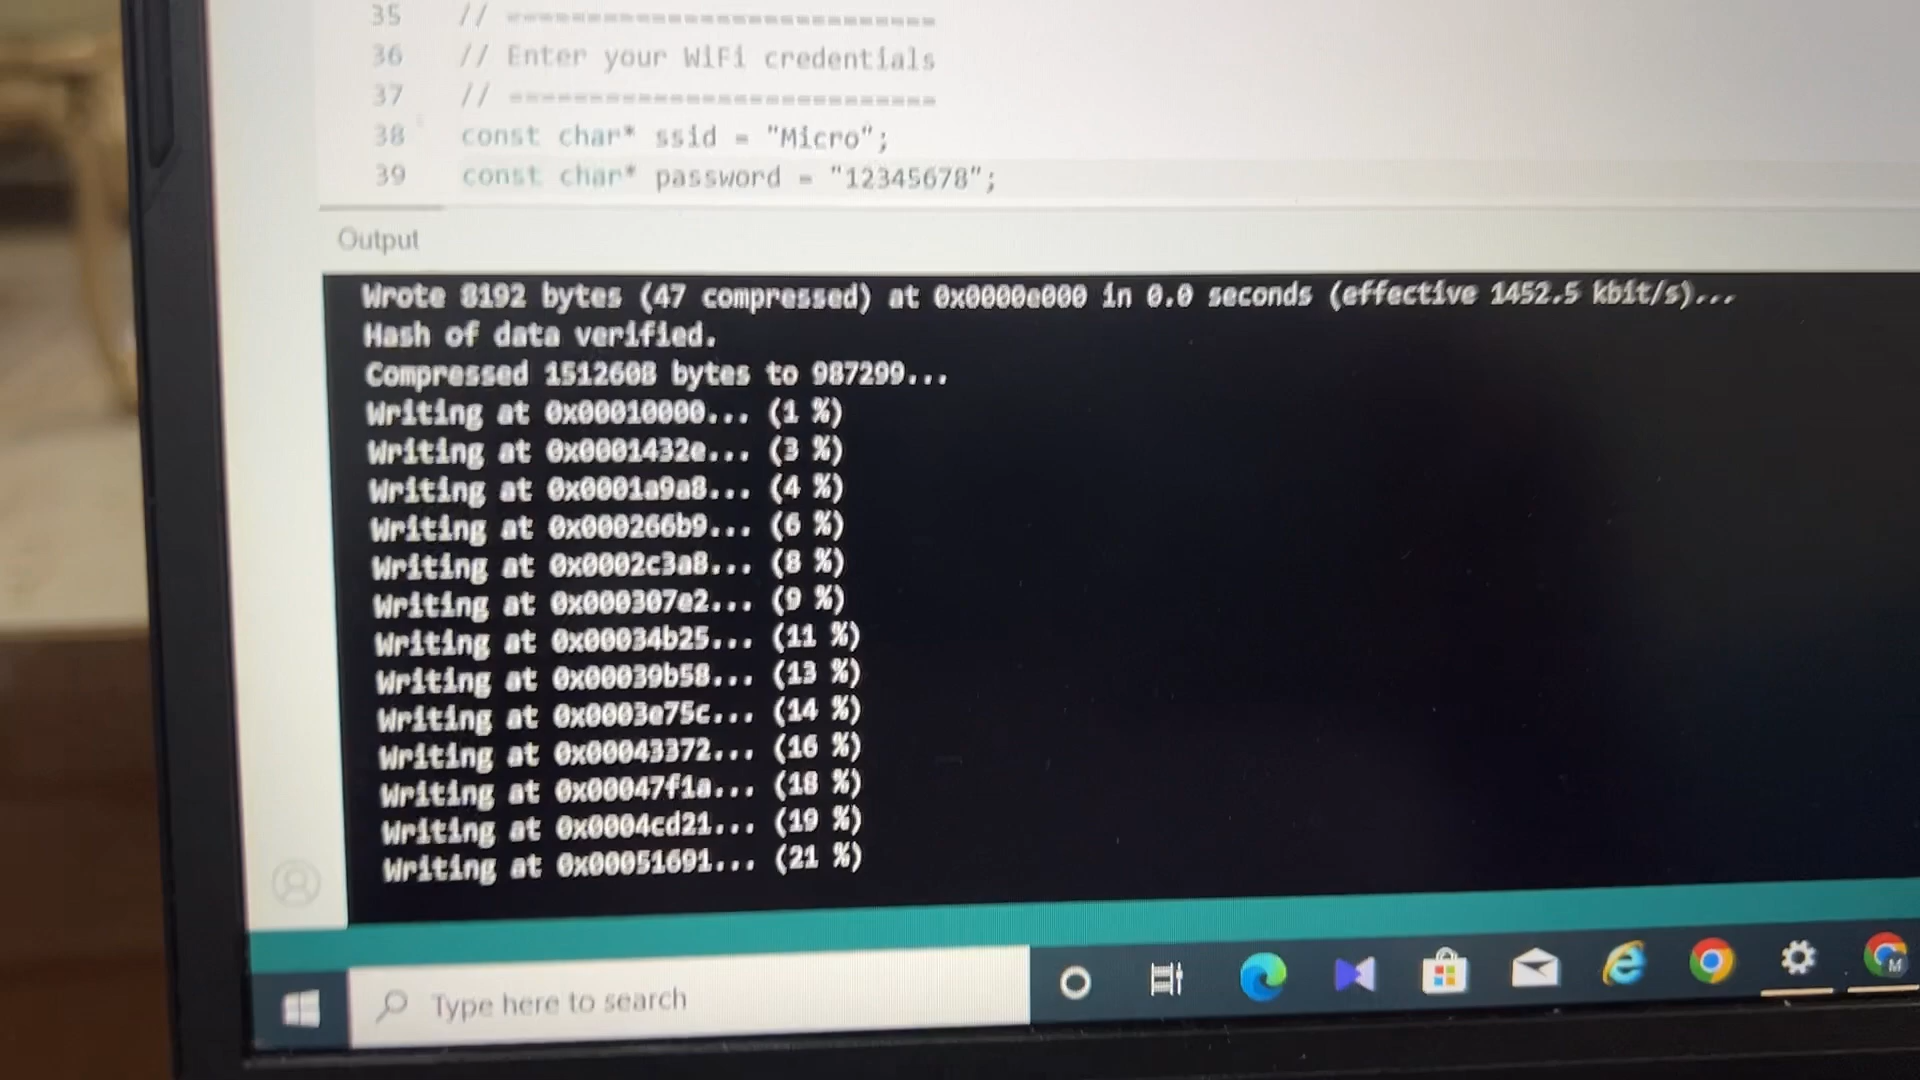 35 // ===========================
36 // Enter your WiFi credentials
37 // ===========================
38 const char* ssid = "Micro";
39 const char* password = "12345678";
Output
Wrote 8192 bytes (47 compressed) at 0x0000e000 in 0.0 seconds (effective 1452.5 kbit/s)...
Hash of data verified.
Compressed 1512608 bytes to 987299...
Writing at 0x00010000... (1 %)
Writing at 0x0001432e... (3 %)
Writing at 0x0001a9a8... (4 %)
Writing at 0x000266b9... (6 %)
Writing at 0x0002c3a8... (8 %)
Writing at 0x000307e2... (9 %)
Writing at 0x00034b25... (11 %)
Writing at 0x00039b58... (13 %)
Writing at 0x0003e75c... (14 %)
Writing at 0x00043372... (16 %)
Writing at 0x00047f1a... (18 %)
Writing at 0x0004cd21... (19 %)
Writing at 0x00051691... (21 %)
Type here to search
M